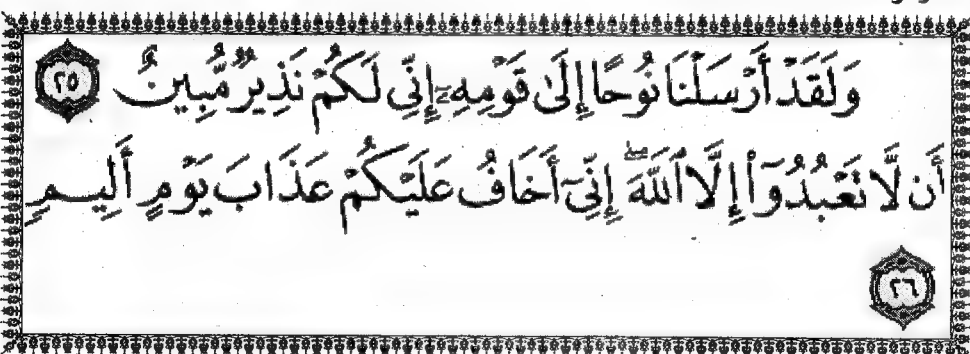 وَلَقَدْ أَرْسَلْنَا نُوحًا إِلَىٰ قَوْمِهِۦٓ إِنِّي لَكُمْ نَذِيرٌ مُّبِينٌ ٢٥
أَن لَّا تَعْبُدُوٓا۟ إِلَّا ٱللَّهَ ۖ إِنِّىٓ أَخَافُ عَلَيْكُمْ عَذَابَ يَوْمٍ أَلِيمٍ
٢٦